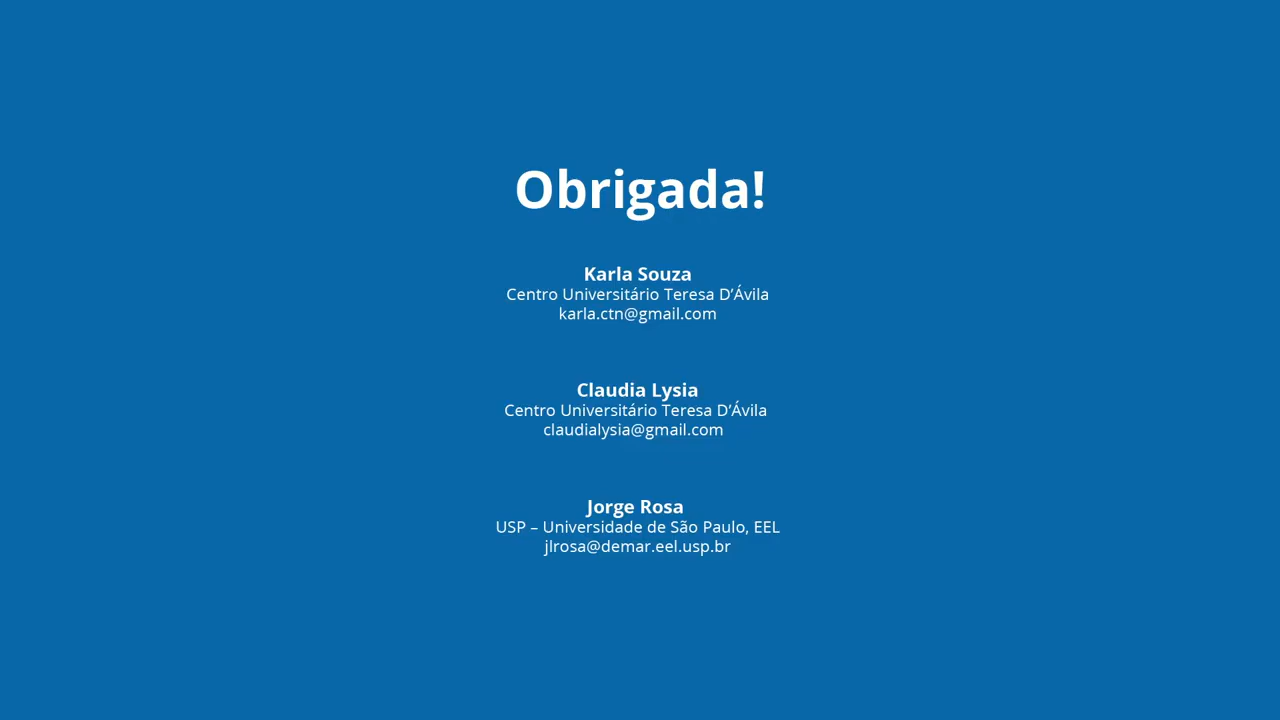 Obrigada!
Karla Souza
Centro Universitário Teresa D’Ávila
karla.ctn@gmail.com
Claudia Lysia
Centro Universitário Teresa D’Ávila
claudialysia@gmail.com
Jorge Rosa
USP – Universidade de São Paulo, EEL
jlrosa@demar.eel.usp.br